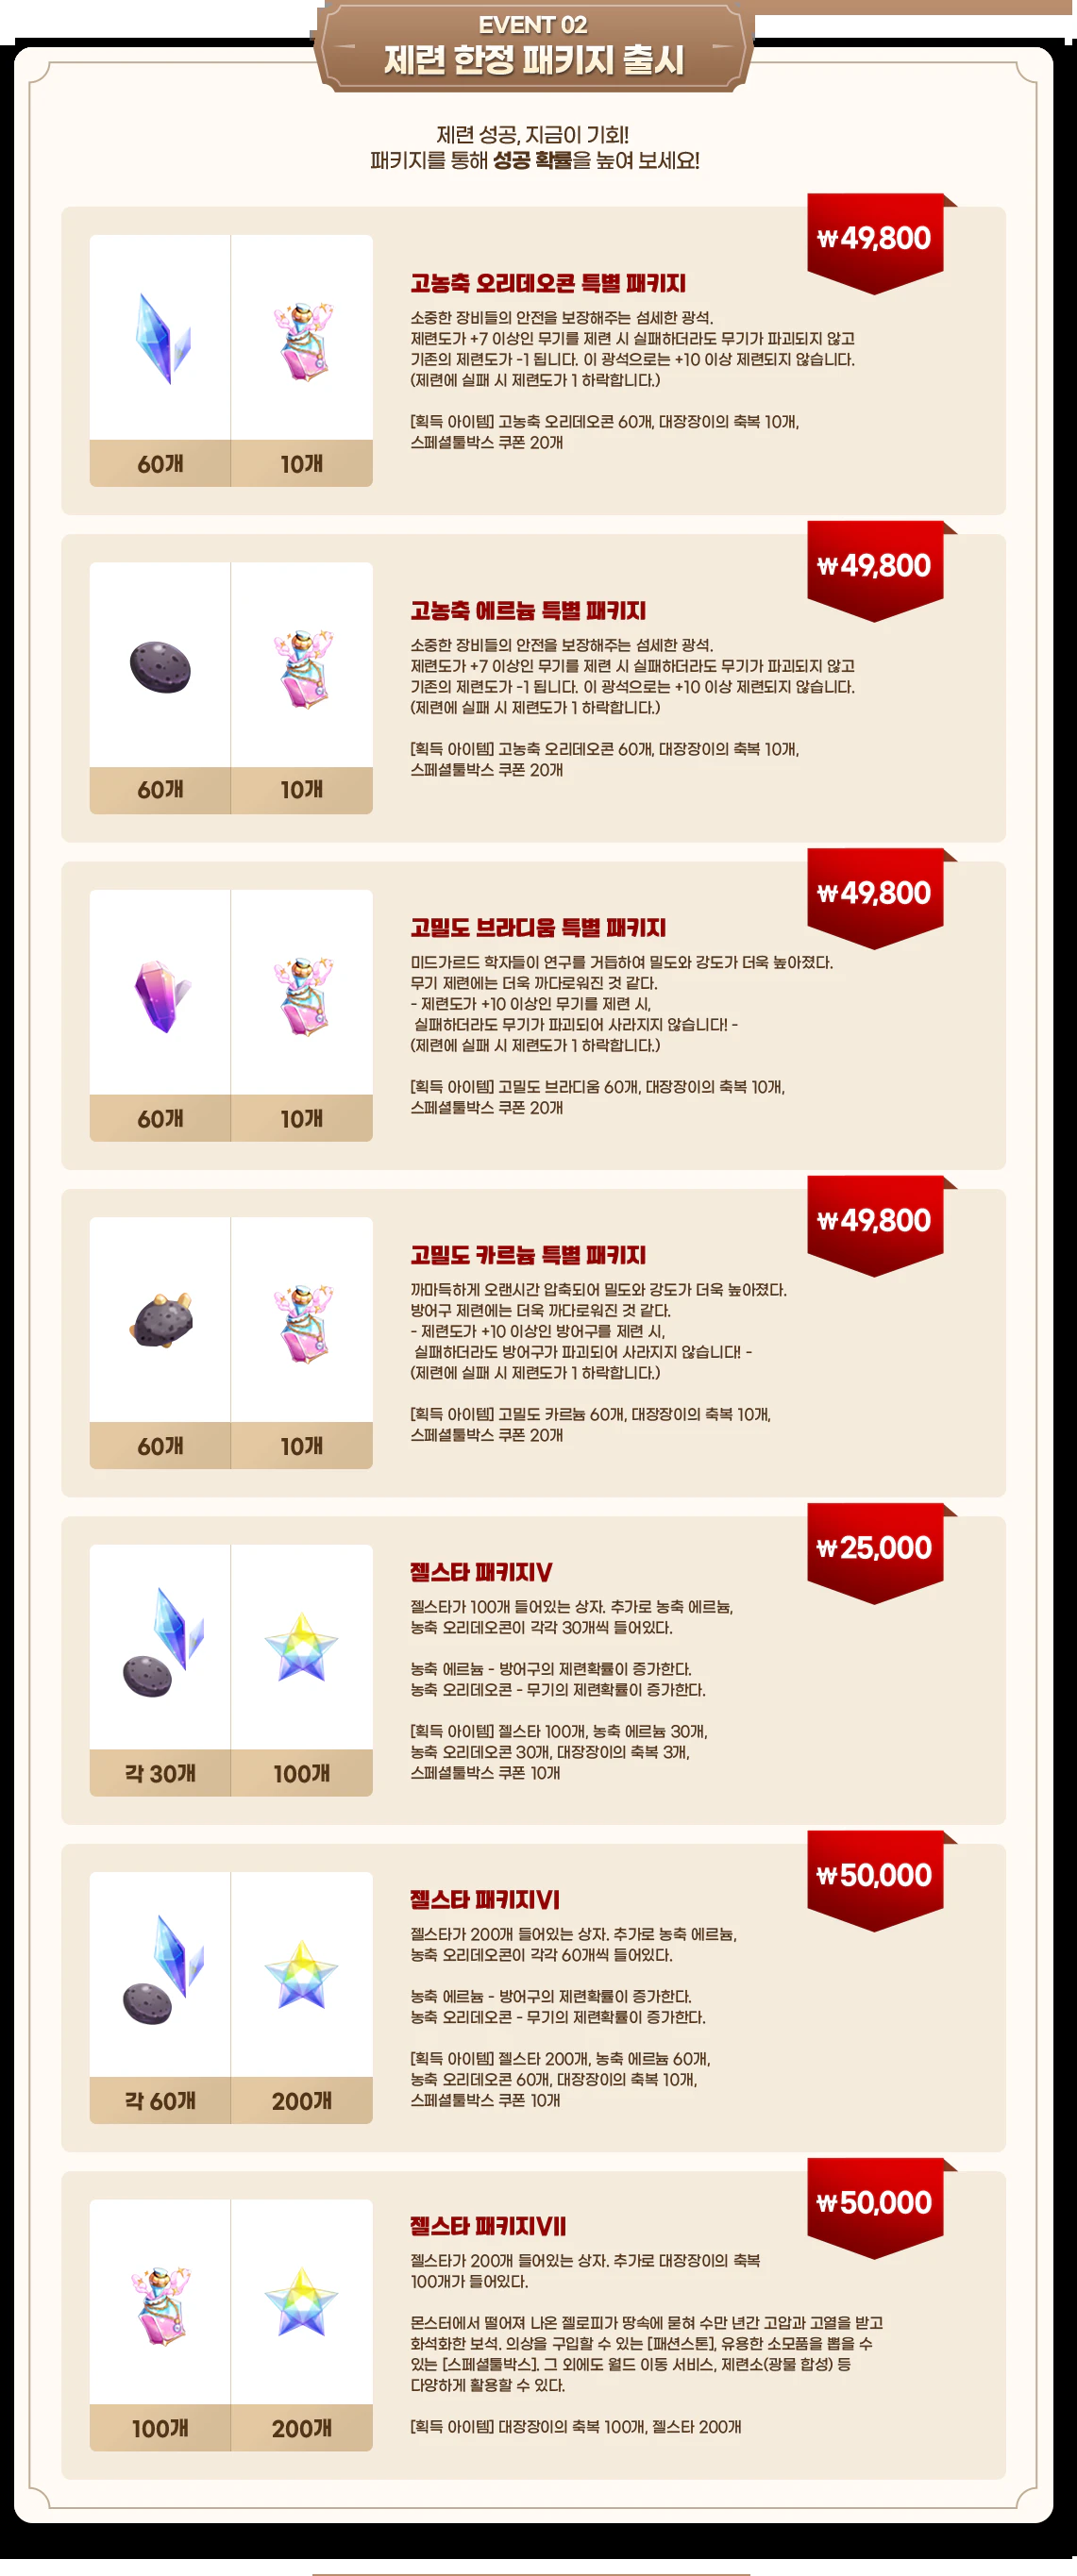 EVENT 02
제련 한정 패키지 출시
제련 성공, 지금이 기회!
패키지를 통해 성공 확률을 높여 보세요!
₩49,800
고농축 오리데오콘 특별 패키지
소중한 장비들의 안전을 보장해주는 섬세한 광석.
제련도가 +7 이상인 무기를 제련 시 실패하더라도 무기가 파괴되지 않고
기존의 제련도가 -1 됩니다. 이 광석으로는 +10 이상 제련되지 않습니다.
(제련에 실패 시 제련도가 1 하락합니다.)
[획득 아이템] 고농축 오리데오콘 60개, 대장장이의 축복 10개,
스페셜툴박스 쿠폰 20개
60개
10개
₩49,800
고농축 에르늄 특별 패키지
소중한 장비들의 안전을 보장해주는 섬세한 광석.
제련도가 +7 이상인 무기를 제련 시 실패하더라도 무기가 파괴되지 않고
기존의 제련도가 -1 됩니다. 이 광석으로는 +10 이상 제련되지 않습니다.
(제련에 실패 시 제련도가 1 하락합니다.)
[획득 아이템] 고농축 오리데오콘 60개, 대장장이의 축복 10개,
스페셜툴박스 쿠폰 20개
60개
10개
₩49,800
고밀도 브라디움 특별 패키지
미드가르드 학자들이 연구를 거듭하여 밀도와 강도가 더욱 높아졌다.
무기 제련에는 더욱 까다로워진 것 같다.
- 제련도가 +10 이상인 무기를 제련 시,
실패하더라도 무기가 파괴되어 사라지지 않습니다! -
(제련에 실패 시 제련도가 1 하락합니다.)
[획득 아이템] 고밀도 브라디움 60개, 대장장이의 축복 10개,
스페셜툴박스 쿠폰 20개
60개
10개
₩49,800
고밀도 카르늄 특별 패키지
까마득하게 오랜시간 압축되어 밀도와 강도가 더욱 높아졌다.
방어구 제련에는 더욱 까다로워진 것 같다.
- 제련도가 +10 이상인 방어구를 제련 시,
실패하더라도 방어구가 파괴되어 사라지지 않습니다! -
(제련에 실패 시 제련도가 1 하락합니다.)
[획득 아이템] 고밀도 카르늄 60개, 대장장이의 축복 10개,
스페셜툴박스 쿠폰 20개
60개
10개
₩25,000
젤스타 패키지V
젤스타가 100개 들어있는 상자. 추가로 농축 에르늄,
농축 오리데오콘이 각각 30개씩 들어있다.
농축 에르늄 - 방어구의 제련확률이 증가한다.
농축 오리데오콘 - 무기의 제련확률이 증가한다.
[획득 아이템] 젤스타 100개, 농축 에르늄 30개,
농축 오리데오콘 30개, 대장장이의 축복 3개,
스페셜툴박스 쿠폰 10개
각 30개
100개
₩50,000
젤스타 패키지VI
젤스타가 200개 들어있는 상자. 추가로 농축 에르늄,
농축 오리데오콘이 각각 60개씩 들어있다.
농축 에르늄 - 방어구의 제련확률이 증가한다.
농축 오리데오콘 - 무기의 제련확률이 증가한다.
[획득 아이템] 젤스타 200개, 농축 에르늄 60개,
농축 오리데오콘 60개, 대장장이의 축복 10개,
스페셜툴박스 쿠폰 10개
각 60개
200개
₩50,000
젤스타 패키지VII
젤스타가 200개 들어있는 상자. 추가로 대장장이의 축복
100개가 들어있다.
몬스터에서 떨어져 나온 젤로피가 땅속에 묻혀 수만 년간 고압과 고열을 받고
화석화한 보석. 의상을 구입할 수 있는 [패션스톤], 유용한 소모품을 뽑을 수
있는 [스페셜툴박스]. 그 외에도 월드 이동 서비스, 제련소(광물 합성) 등
다양하게 활용할 수 있다.
[획득 아이템] 대장장이의 축복 100개, 젤스타 200개
100개
200개